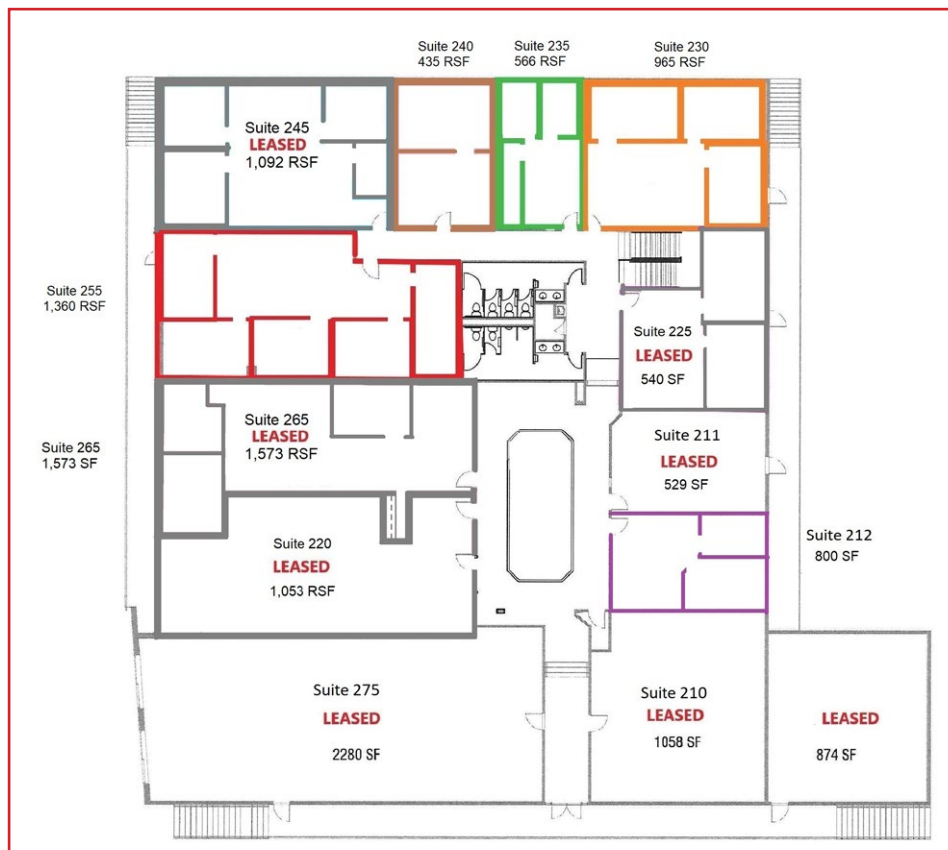 Suite 240
435 RSF
Suite 235
566 RSF
Suite 230
965 RSF
Suite 245
LEASED
1,092 RSF
Suite 255
1,360 RSF
Suite 225
LEASED
540 SF
Suite 265
LEASED
1,573 RSF
Suite 265
1,573 SF
Suite 211
LEASED
529 SF
Suite 220
LEASED
1,053 RSF
Suite 212
800 SF
Suite 275
LEASED
2280 SF
Suite 210
LEASED
1058 SF
LEASED
874 SF